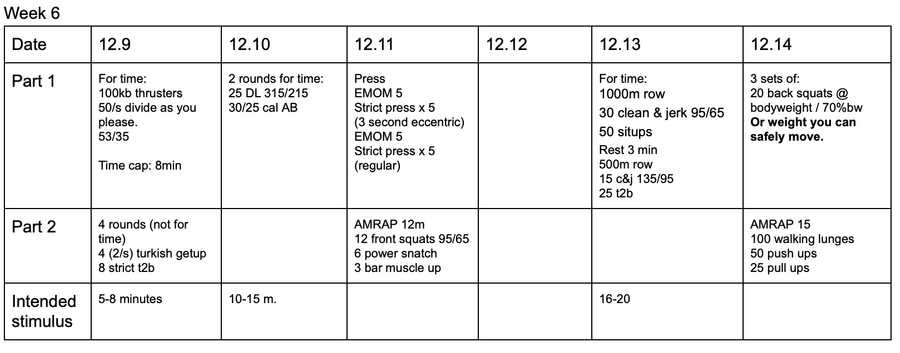 Week 6
Date
12.9
12.10
12.11
12.12
12.13
12.14
Part 1
For time:
100kb thrusters
50/s divide as you
please.
53/35
Time cap: 8min
2 rounds for time:
25 DL 315/215
30/25 cal AB
Press
EMOM 5
Strict press x 5
(3 second eccentric)
EMOM 5
Strict press x 5
(regular)
For time:
1000m row
30 clean & jerk 95/65
50 situps
Rest 3 min
500m row
15 c&j 135/95
25 t2b
3 sets of:
20 back squats @
bodyweight / 70%bw
Or weight you can
safely move.
Part 2
4 rounds (not for
time)
4 (2/s) turkish getup
8 strict t2b
AMRAP 12m
12 front squats 95/65
6 power snatch
3 bar muscle up
AMRAP 15
100 walking lunges
50 push ups
25 pull ups
Intended
stimulus
5-8 minutes
10-15 m.
16-20